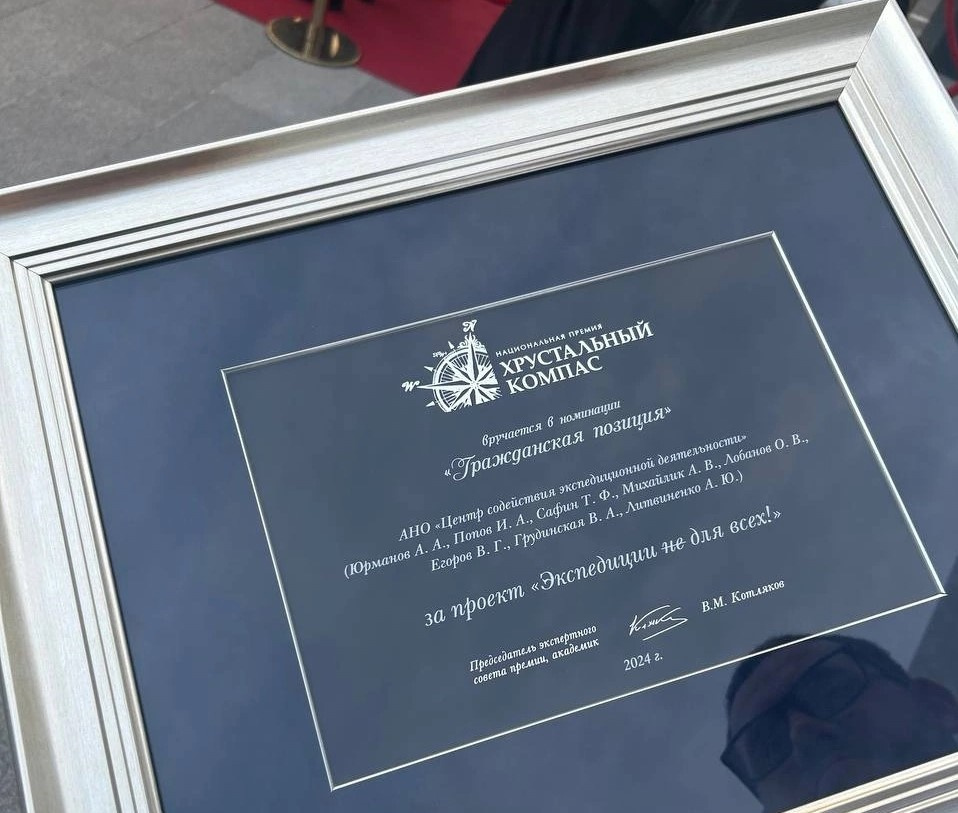 N
W
НАЦИОНАЛЬНАЯ ПРЕМИЯ
ХРУСТАЛЬНЫЙ
КОМПАС
вручается в номинации
«Гражданская позиция»
АНО «Центр содействия экспедиционной деятельности»
(Юрманов А. А., Попов И. А., Сафин Т. Ф., Михайлик А. В., Лобанов О. В.,
Егоров В. Г., Грудинская В. А., Литвиненко А. Ю.)
за проект «Экспедиции не для всех!»
Председатель экспертного
совета премии, академик
В.М. Котляков
2024 г.